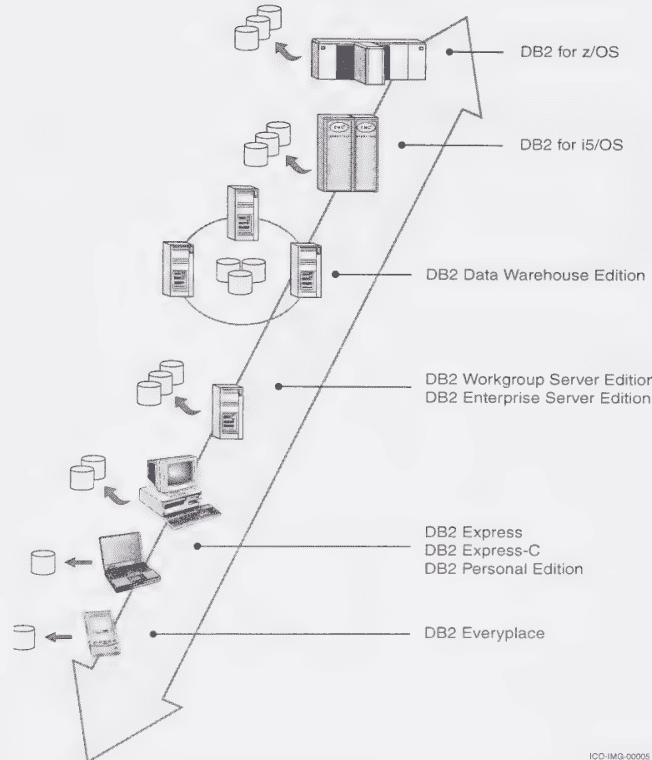 DB2 for z/OS
DB2 for i5/OS
DB2 Data Warehouse Edition
DB2 Workgroup Server Edition
DB2 Enterprise Server Edition
DB2 Express
DB2 Express-C
DB2 Personal Edition
DB2 Everyplace
ICD-IMG-00005